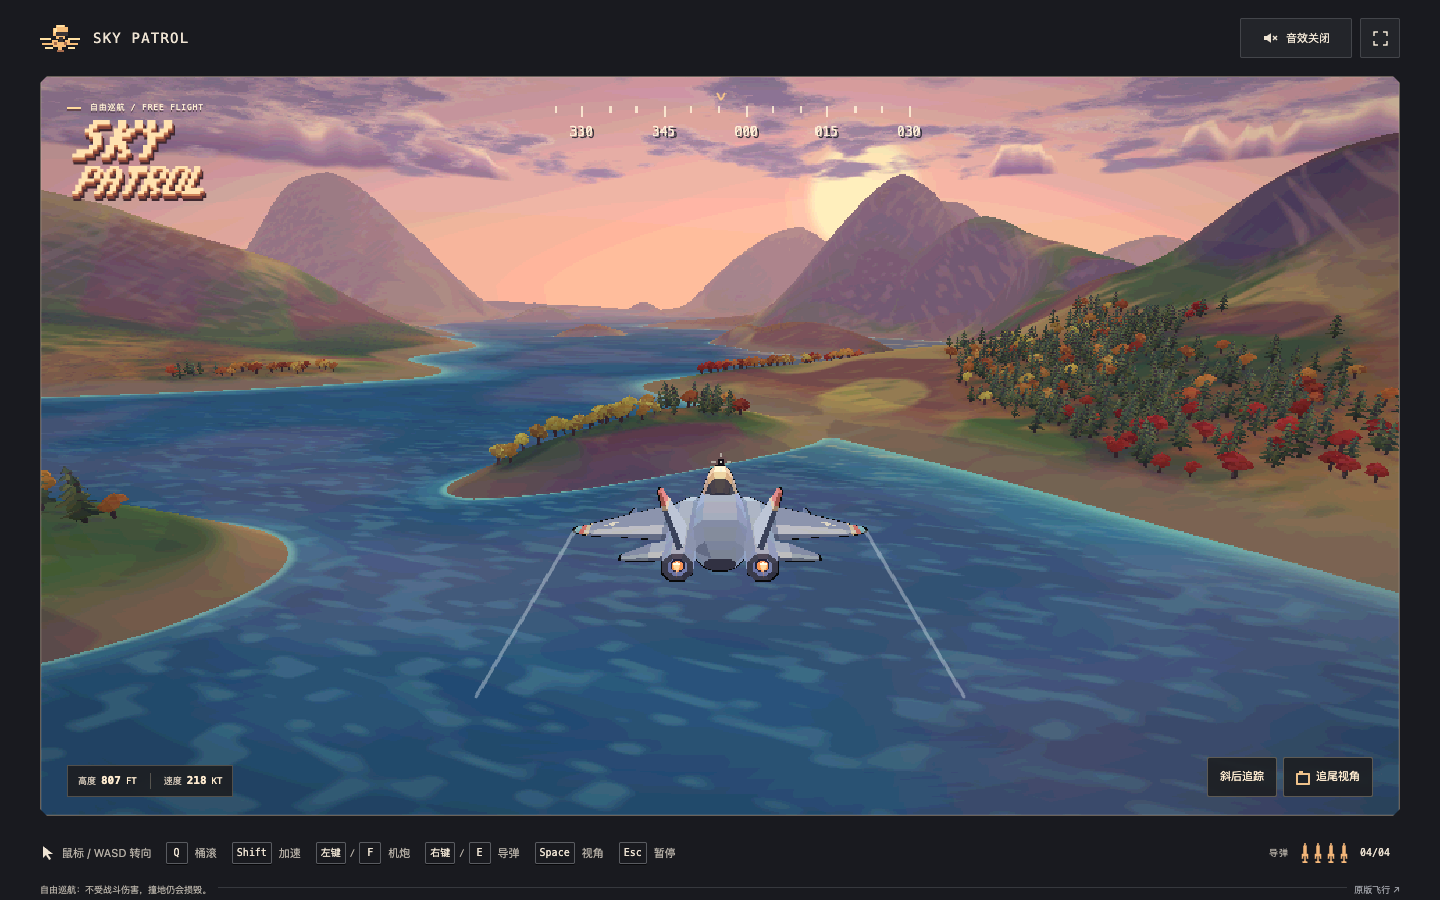 SKY PATROL
音效关闭
自由巡航 / FREE FLIGHT
SKY
PATROL
330 345 000 015 030
高度 807 FT 速度 218 KT
斜后追踪
追尾视角
鼠标 / WASD 转向 Q 桶滚 Shift 加速 左键 / F 机炮 右键 / E 导弹 Space 视角 Esc 暂停
导弹 04/04
自由巡航：不受战斗伤害，撞地仍会损毁。
原版飞行 ↗